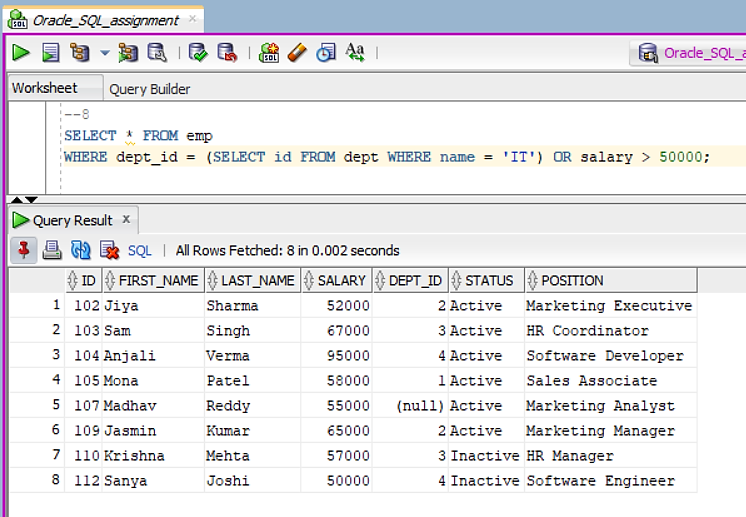 Oracle_SQL_assignment
SQL
Aa
Oracle_SQL_a
Worksheet Query Builder
--8
SELECT * FROM emp
WHERE dept_id = (SELECT id FROM dept WHERE name = 'IT') OR salary > 50000;
Query Result x
SQL | All Rows Fetched: 8 in 0.002 seconds
ID FIRST_NAME LAST_NAME SALARY DEPT_ID STATUS POSITION
1 102 Jiya Sharma 52000 2 Active Marketing Executive
2 103 Sam Singh 67000 3 Active HR Coordinator
3 104 Anjali Verma 95000 4 Active Software Developer
4 105 Mona Patel 58000 1 Active Sales Associate
5 107 Madhav Reddy 55000 (null) Active Marketing Analyst
6 109 Jasmin Kumar 65000 2 Active Marketing Manager
7 110 Krishna Mehta 57000 3 Inactive HR Manager
8 112 Sanya Joshi 50000 4 Inactive Software Engineer